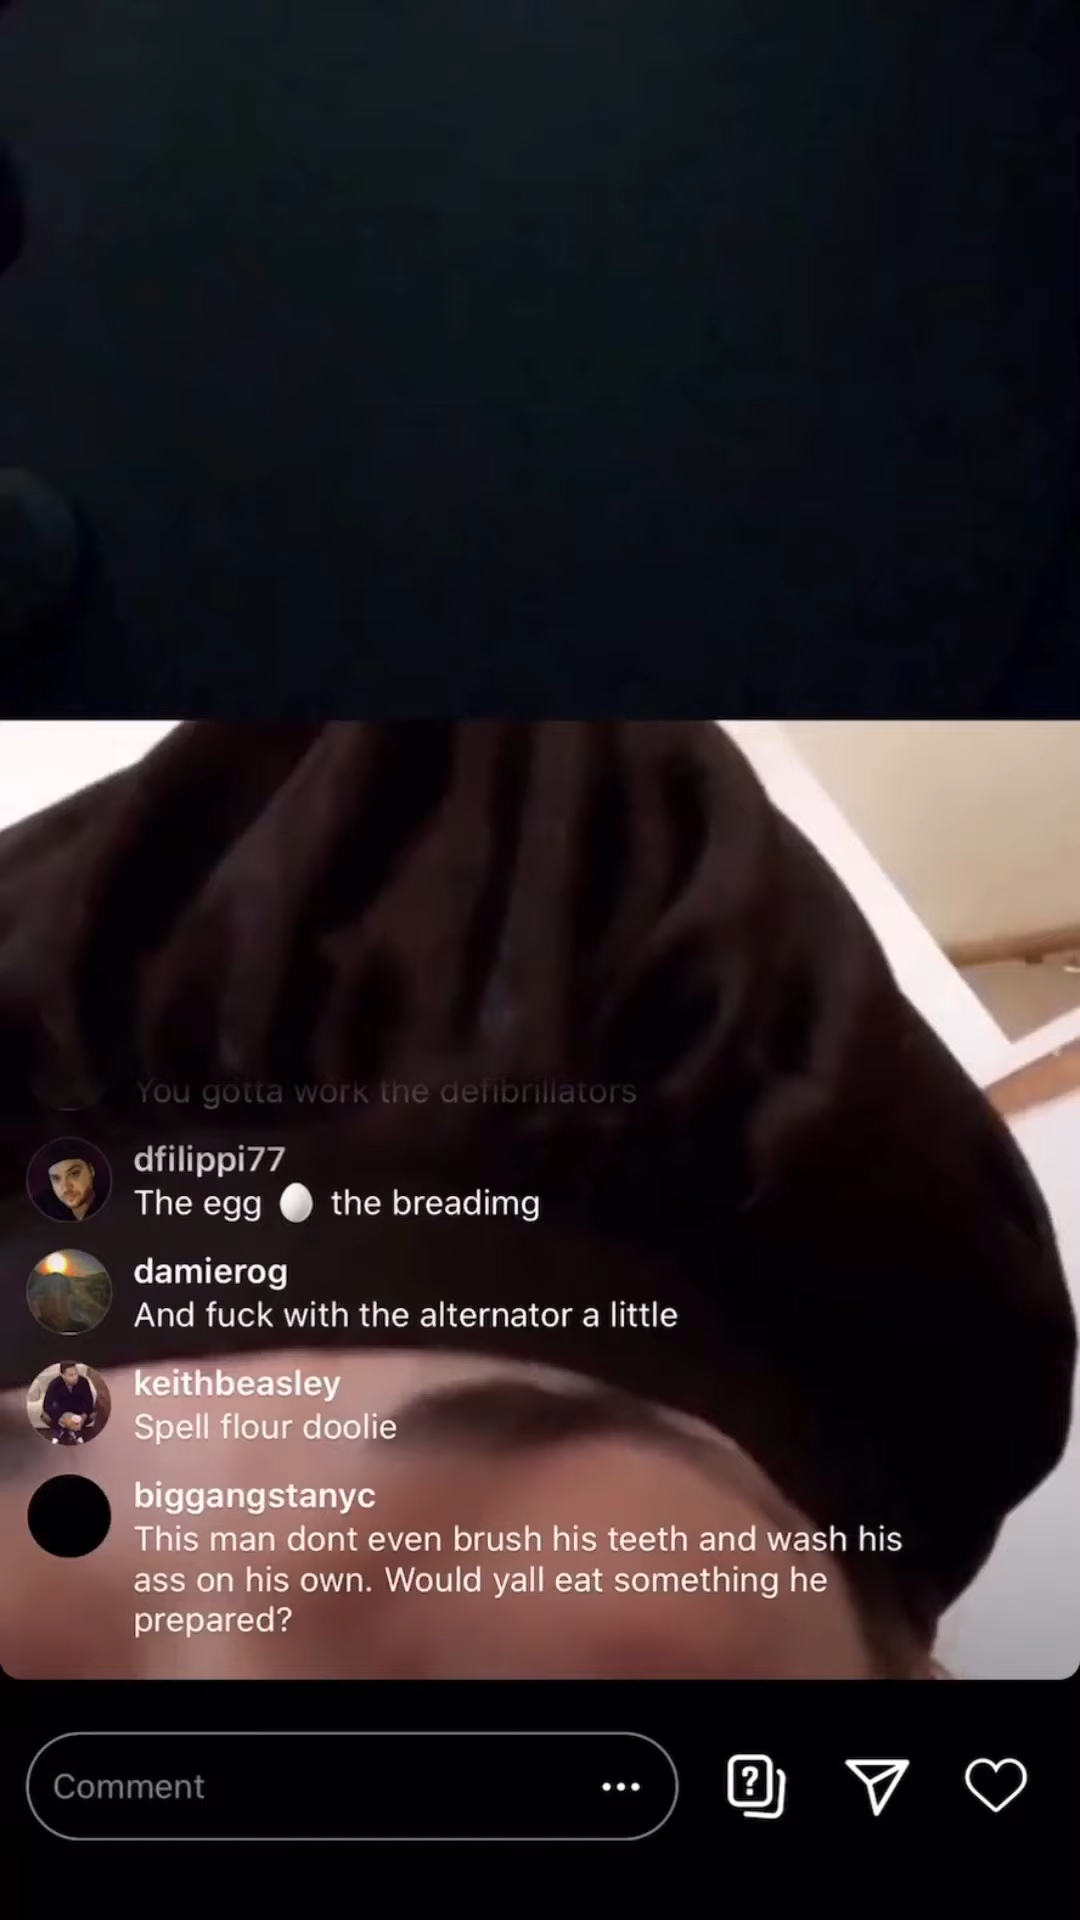 You gotta work the defibrillators
dfilippi77
The egg 🥚 the breadimg
damierog
And fuck with the alternator a little
keithbeasley
Spell flour doolie
biggangstanyc
This man dont even brush his teeth and wash his
ass on his own. Would yall eat something he
prepared?
Comment